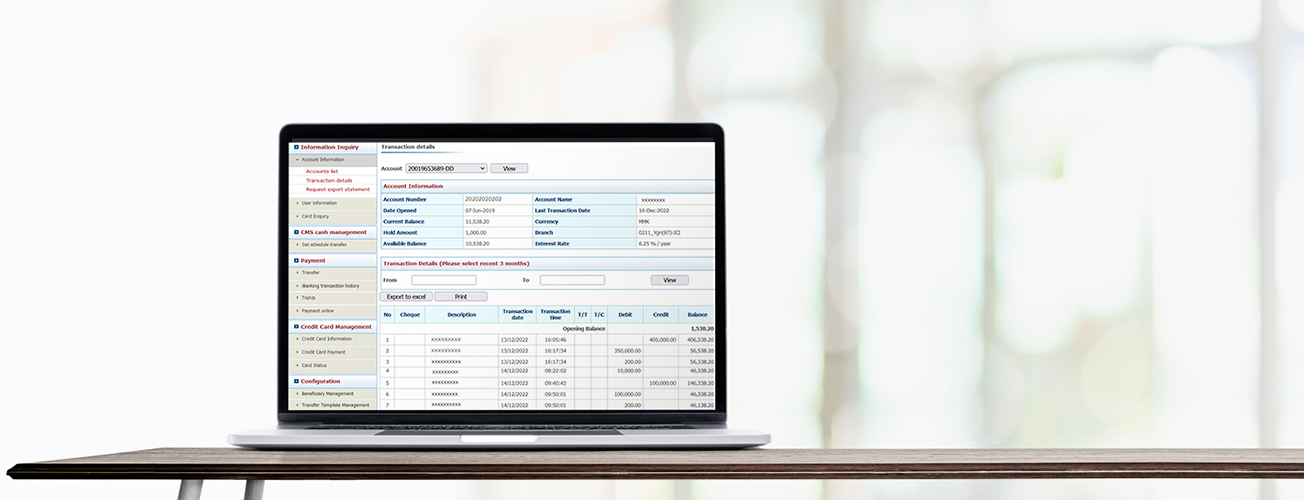 Information Inquiry
Account Information
Accounts list
Transaction details
Request export statement
User information
Card Enquiry
CMS cash management
Set schedule transfer
Payment
Transfer
iBanking transaction history
TopUp
Payment online
Credit Card Management
Credit Card Information
Credit Card Payment
Card Status
Configuration
Beneficiary Management
Transfer Template Management
Transaction details
Account 20019653689-DD View
Account Information
Account Number 20202020202 Account Name xxxxxxxx
Date Opened 07-Jun-2019 Last Transaction Date 16-Dec-2022
Current Balance 11,538.20 Currency MMK
Hold Amount 1,000.00 Branch 0211_Ygn(87)-JCI
Available Balance 10,538.20 Interest Rate 6.25 % / year
Transaction Details (Please select recent 3 months)
From To View
Export to excel Print
No Cheque Description Transaction date Transaction time T/T T/C Debit Credit Balance
Opening Balance 1,538.20
1 xxxxxxxxx 13/12/2022 16:05:46 405,000.00 406,538.20
2 xxxxxxxxx 13/12/2022 16:17:34 350,000.00 56,538.20
3 xxxxxxxxx 13/12/2022 16:17:34 200.00 56,338.20
4 xxxxxxxxx 14/12/2022 08:22:02 10,000.00 46,338.20
5 xxxxxxxxx 14/12/2022 09:40:42 100,000.00 146,338.20
6 xxxxxxxxx 14/12/2022 09:50:01 100,000.00 46,338.20
7 xxxxxxxxx 14/12/2022 09:50:01 200.00 46,138.20